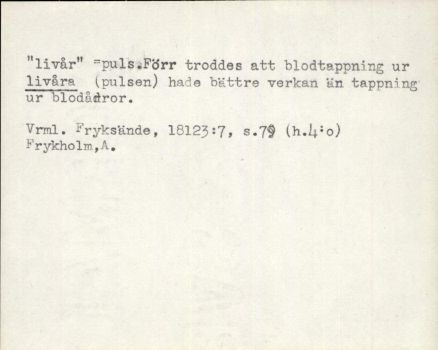 "livår" =puls.Förr troddes att blodtappning ur
livåra (pulsen) hade bättre verkan än tappning
ur blodådror.
Vrml. Fryksände, 18123:7, s.79 (h.4:o)
Frykholm,A.